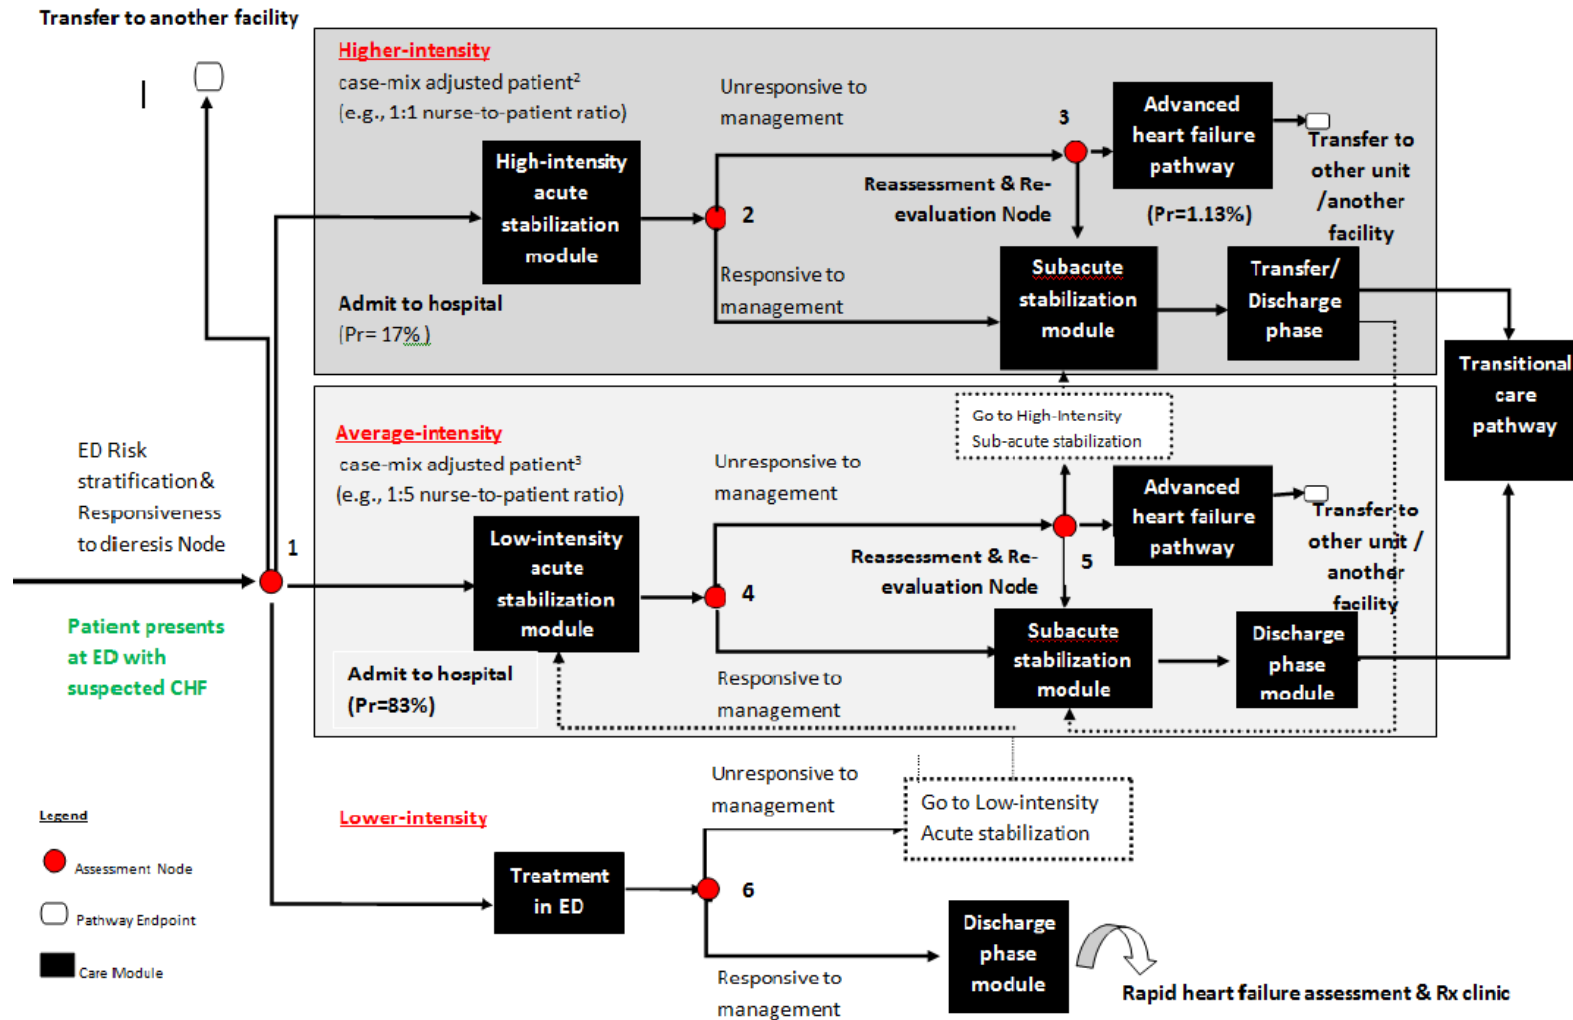 Transfer to another facility
Higher-intensity
case-mix adjusted patient²
(e.g., 1:1 nurse-to-patient ratio)
High-intensity
acute
stabilization
module
Admit to hospital
(Pr= 17% )
Unresponsive to
management
2
Responsive to
management
3
Reassessment & Re-
evaluation Node
Advanced
heart failure
pathway
(Pr=1.13%)
Transfer to
other unit
/another
facility
Subacute
stabilization
module
Transfer/
Discharge
phase
Transitional
care
pathway
Go to High-Intensity
Sub-acute stabilization
ED Risk
stratification &
Responsiveness
to dieresis Node
1
Patient presents
at ED with
suspected CHF
Average-intensity
case-mix adjusted patient³
(e.g., 1:5 nurse-to-patient ratio)
Low-intensity
acute
stabilization
module
Admit to hospital
(Pr=83%)
Unresponsive to
management
4
Responsive to
management
Reassessment & Re-
evaluation Node
5
Advanced
heart failure
pathway
Transfer to
other unit /
another
facility
Subacute
stabilization
module
Discharge
phase
module
Lower-intensity
Treatment
in ED
Unresponsive to
management
6
Responsive to
management
Go to Low-intensity
Acute stabilization
Discharge
phase
module
Rapid heart failure assessment & Rx clinic
Legend
Assessment Node
Pathway Endpoint
Care Module